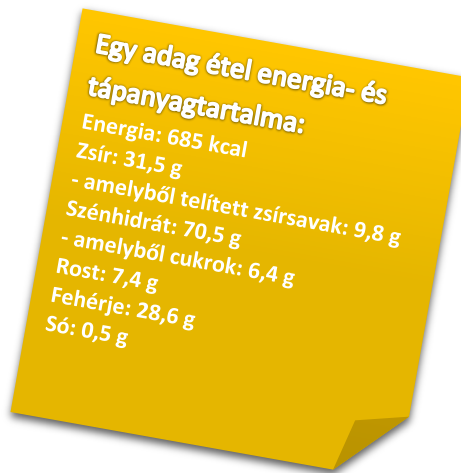 Egy adag étel energia- és
tápanyagtartalma:
Energia: 685 kcal
Zsír: 31,5 g
- amelyből telített zsírsavak: 9,8 g
Szénhidrát: 70,5 g
- amelyből cukrok: 6,4 g
Rost: 7,4 g
Fehérje: 28,6 g
Só: 0,5 g